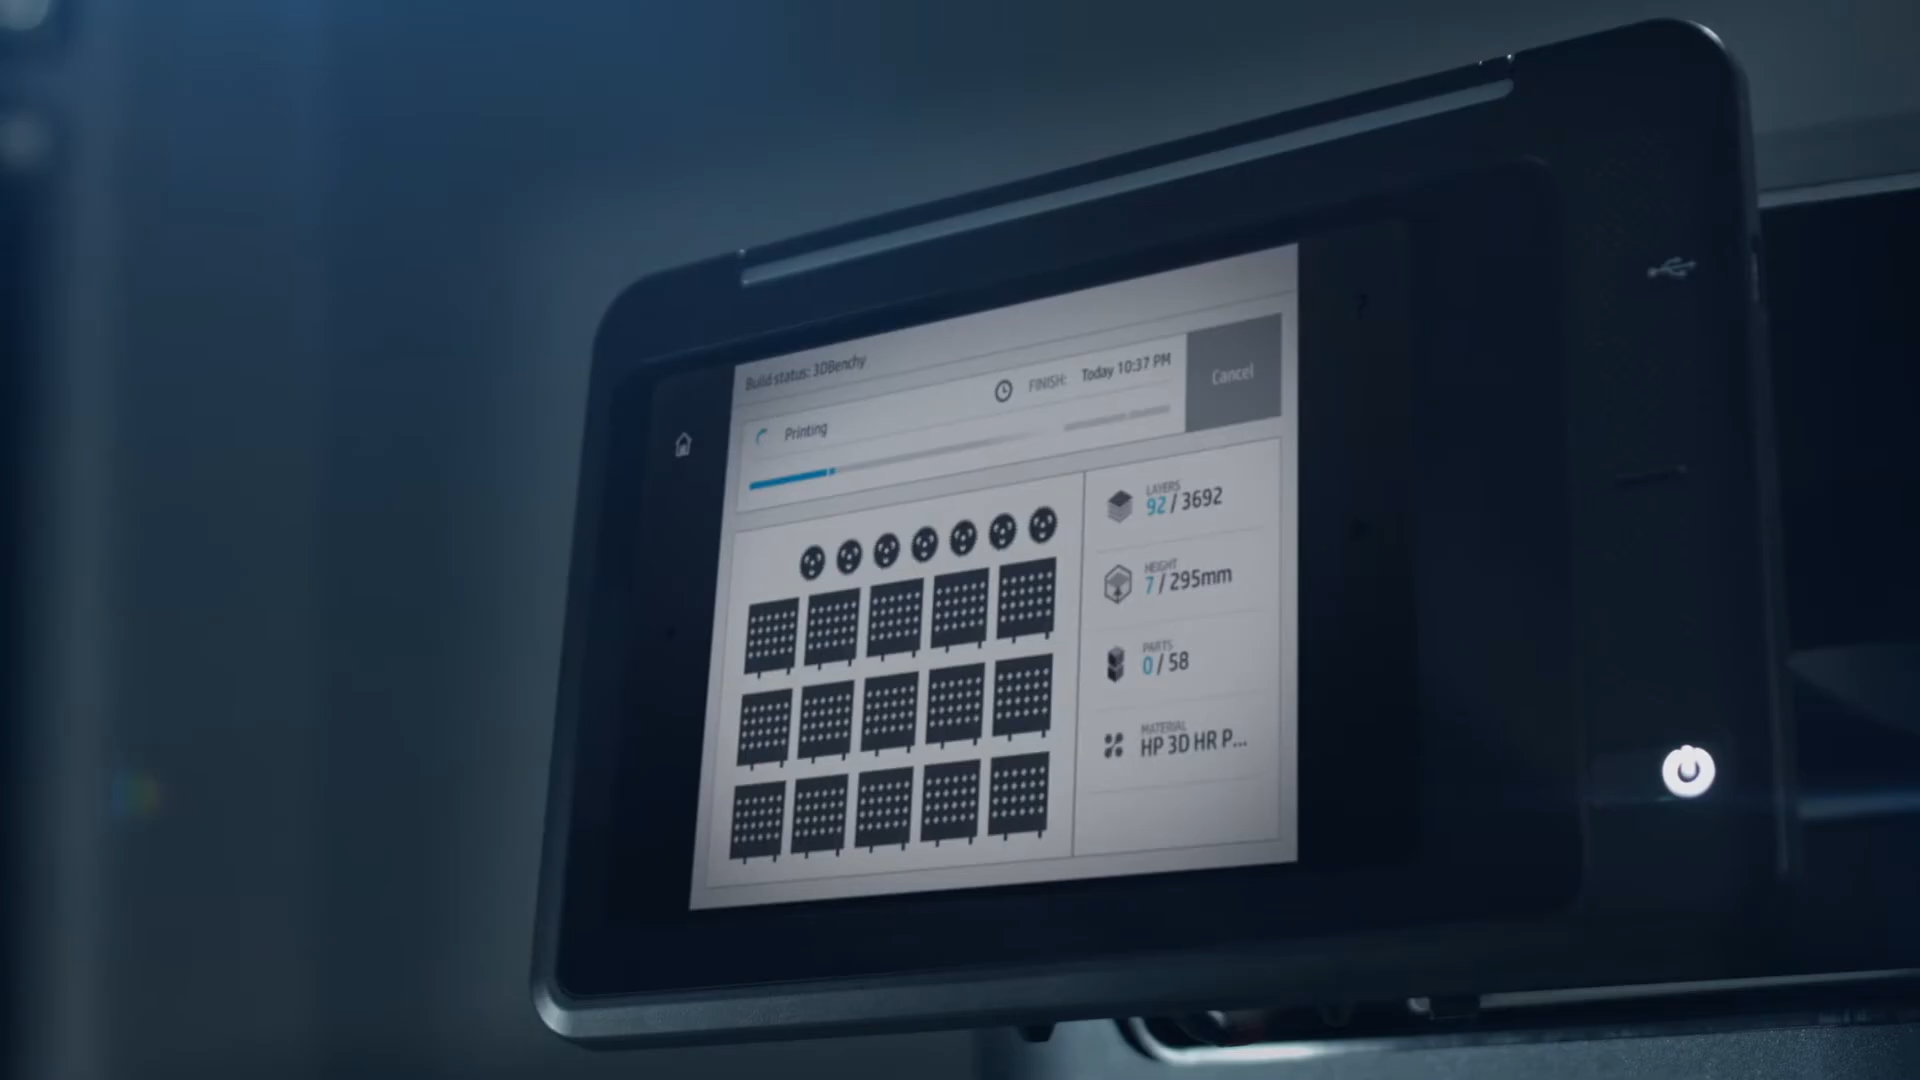 Build status: 3DBenchy
Printing
FINISH: Today 10:37 PM
Cancel
LAYERS
92 / 3692
HEIGHT
7 / 295mm
PARTS
0 / 58
MATERIAL
HP 3D HR P...
?